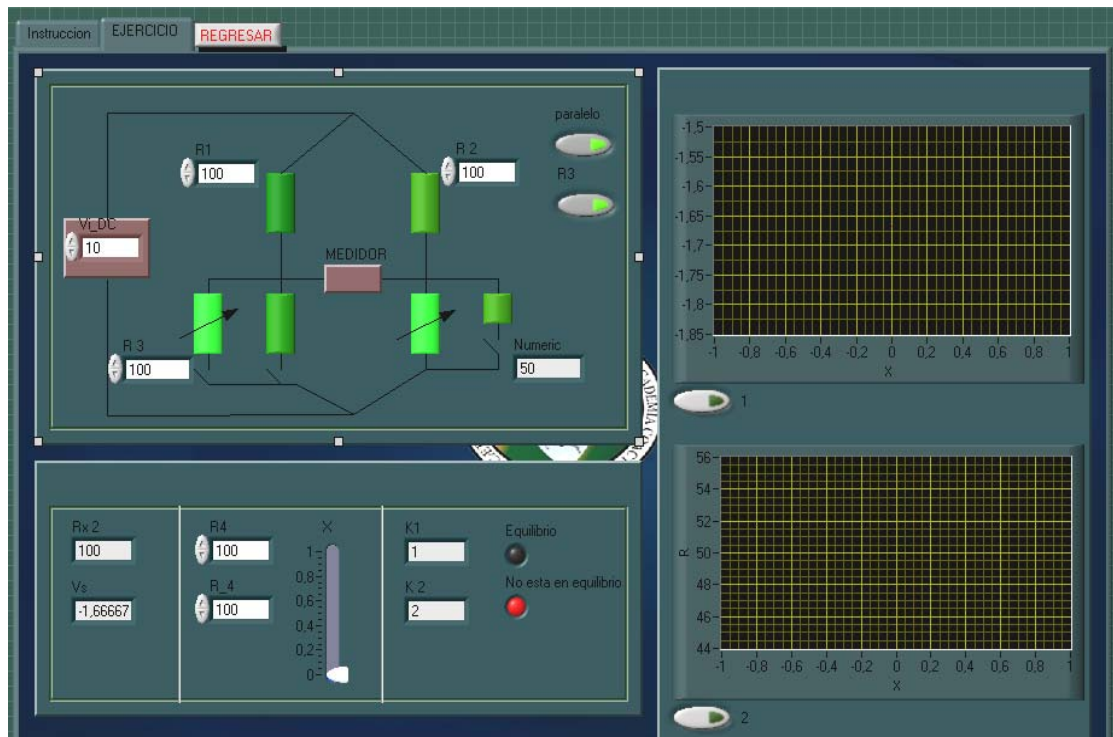 Instruccion
EJERCICIO
REGRESAR
paralelo
R1
100
R 2
100
R3
Vi_DC
10
MEDIDOR
R 3
100
Numeric
50
Rx 2
100
Vs
-1,66667
R4
100
R_4
100
X
1
0,8
0,6
0,4
0,2
0
K1
1
K 2
2
Equilibrio
No esta en equilibrio
-1,5
-1,55
-1,6
-1,65
-1,7
-1,75
-1,8
-1,85
-1 -0,8 -0,6 -0,4 -0,2 0 0,2 0,4 0,6 0,8 1
X
1
56
54
52
R 50
48
46
44
-1 -0,8 -0,6 -0,4 -0,2 0 0,2 0,4 0,6 0,8 1
X
2